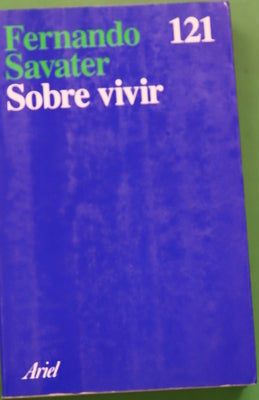 Fernando 121
Savater
Sobre vivir
Ariel